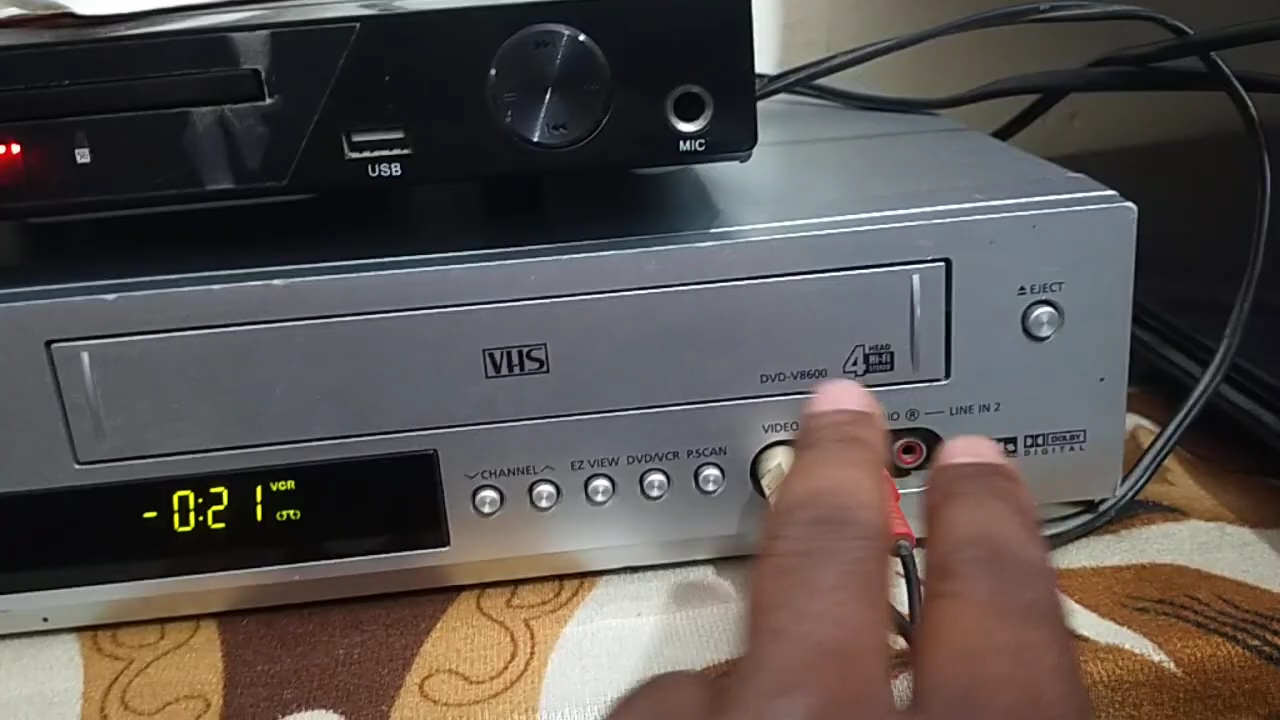 USB
MIC
▲ EJECT
VHS
DVD-V8600
4 HEAD
HI-FI
STEREO
VIDEO
Ⓡ — LINE IN 2
CHANNEL
EZ VIEW
DVD/VCR
P.SCAN
DOLBY
DIGITAL
-0:21
VCR